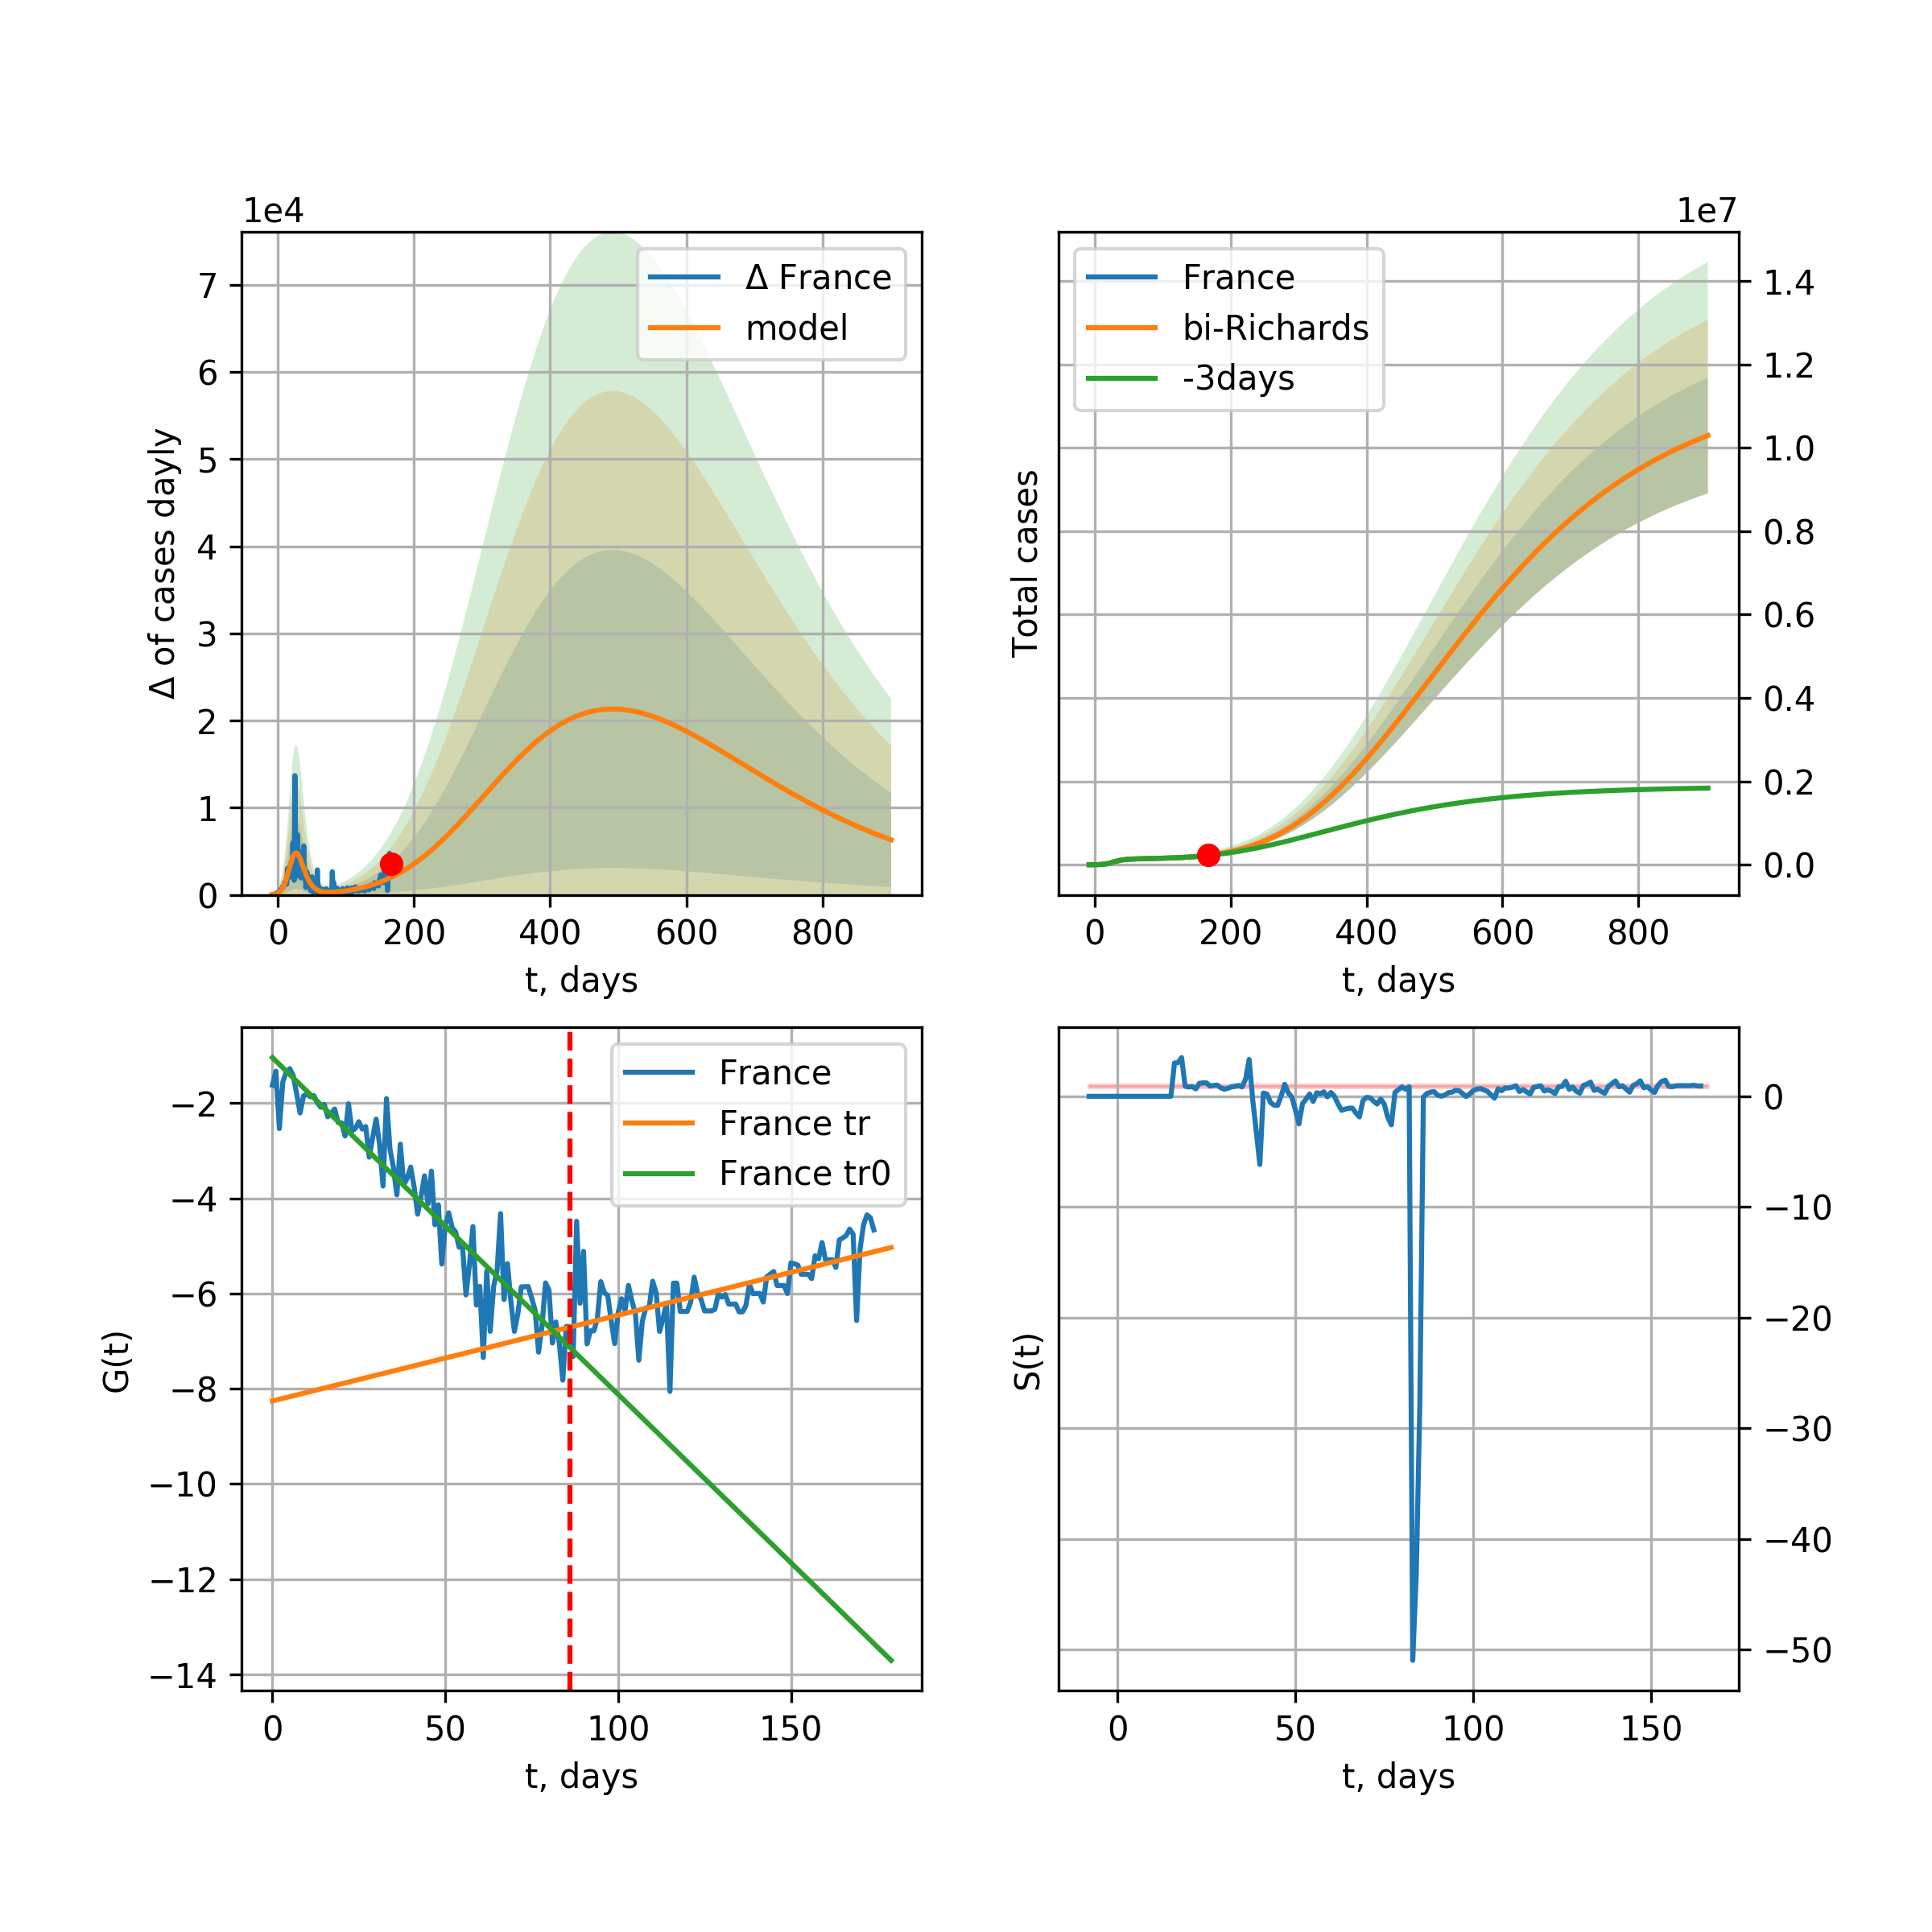 1e4
Δ of cases dayly
7
6
5
4
3
2
1
0
Δ France
model
0 200 400 600 800
t, days
1e7
Total cases
France
bi-Richards
-3days
1.4
1.2
1.0
0.8
0.6
0.4
0.2
0.0
0 200 400 600 800
t, days
G(t)
−2
−4
−6
−8
−10
−12
−14
France
France tr
France tr0
0 50 100 150
t, days
S(t)
0
−10
−20
−30
−40
−50
0 50 100 150
t, days